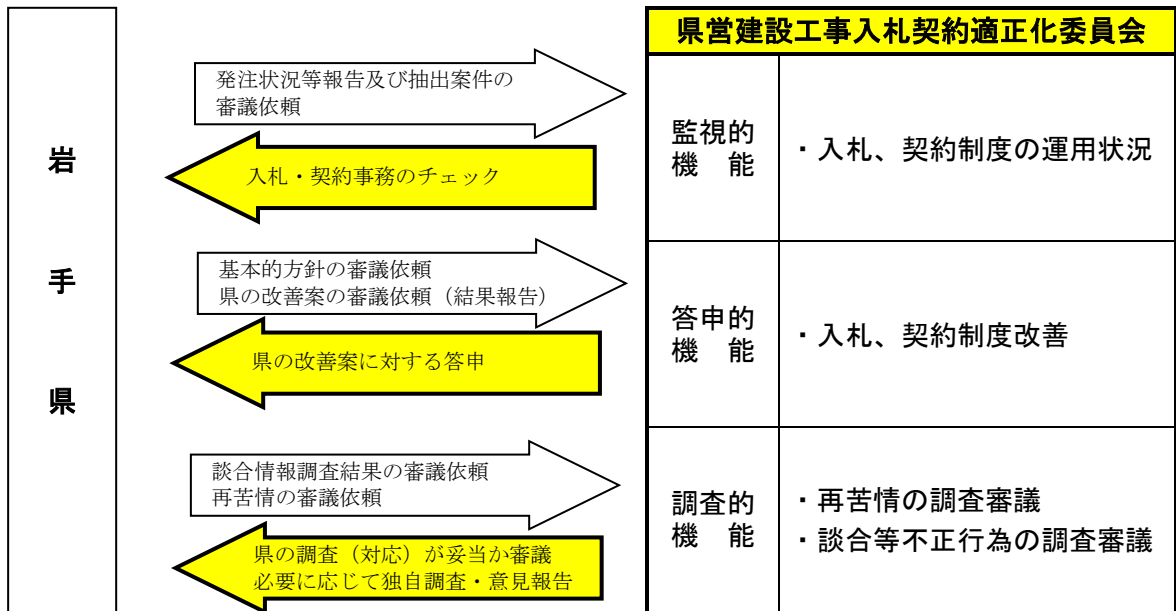 県営建設工事入札契約適正化委員会
岩
手
県
発注状況等報告及び抽出案件の
審議依頼
入札・契約事務のチェック
監視的
機　能
・入札、契約制度の運用状況
基本的方針の審議依頼
県の改善案の審議依頼（結果報告）
県の改善案に対する答申
答申的
機　能
・入札、契約制度改善
談合情報調査結果の審議依頼
再苦情の審議依頼
県の調査（対応）が妥当か審議
必要に応じて独自調査・意見報告
調査的
機　能
・再苦情の調査審議
・談合等不正行為の調査審議